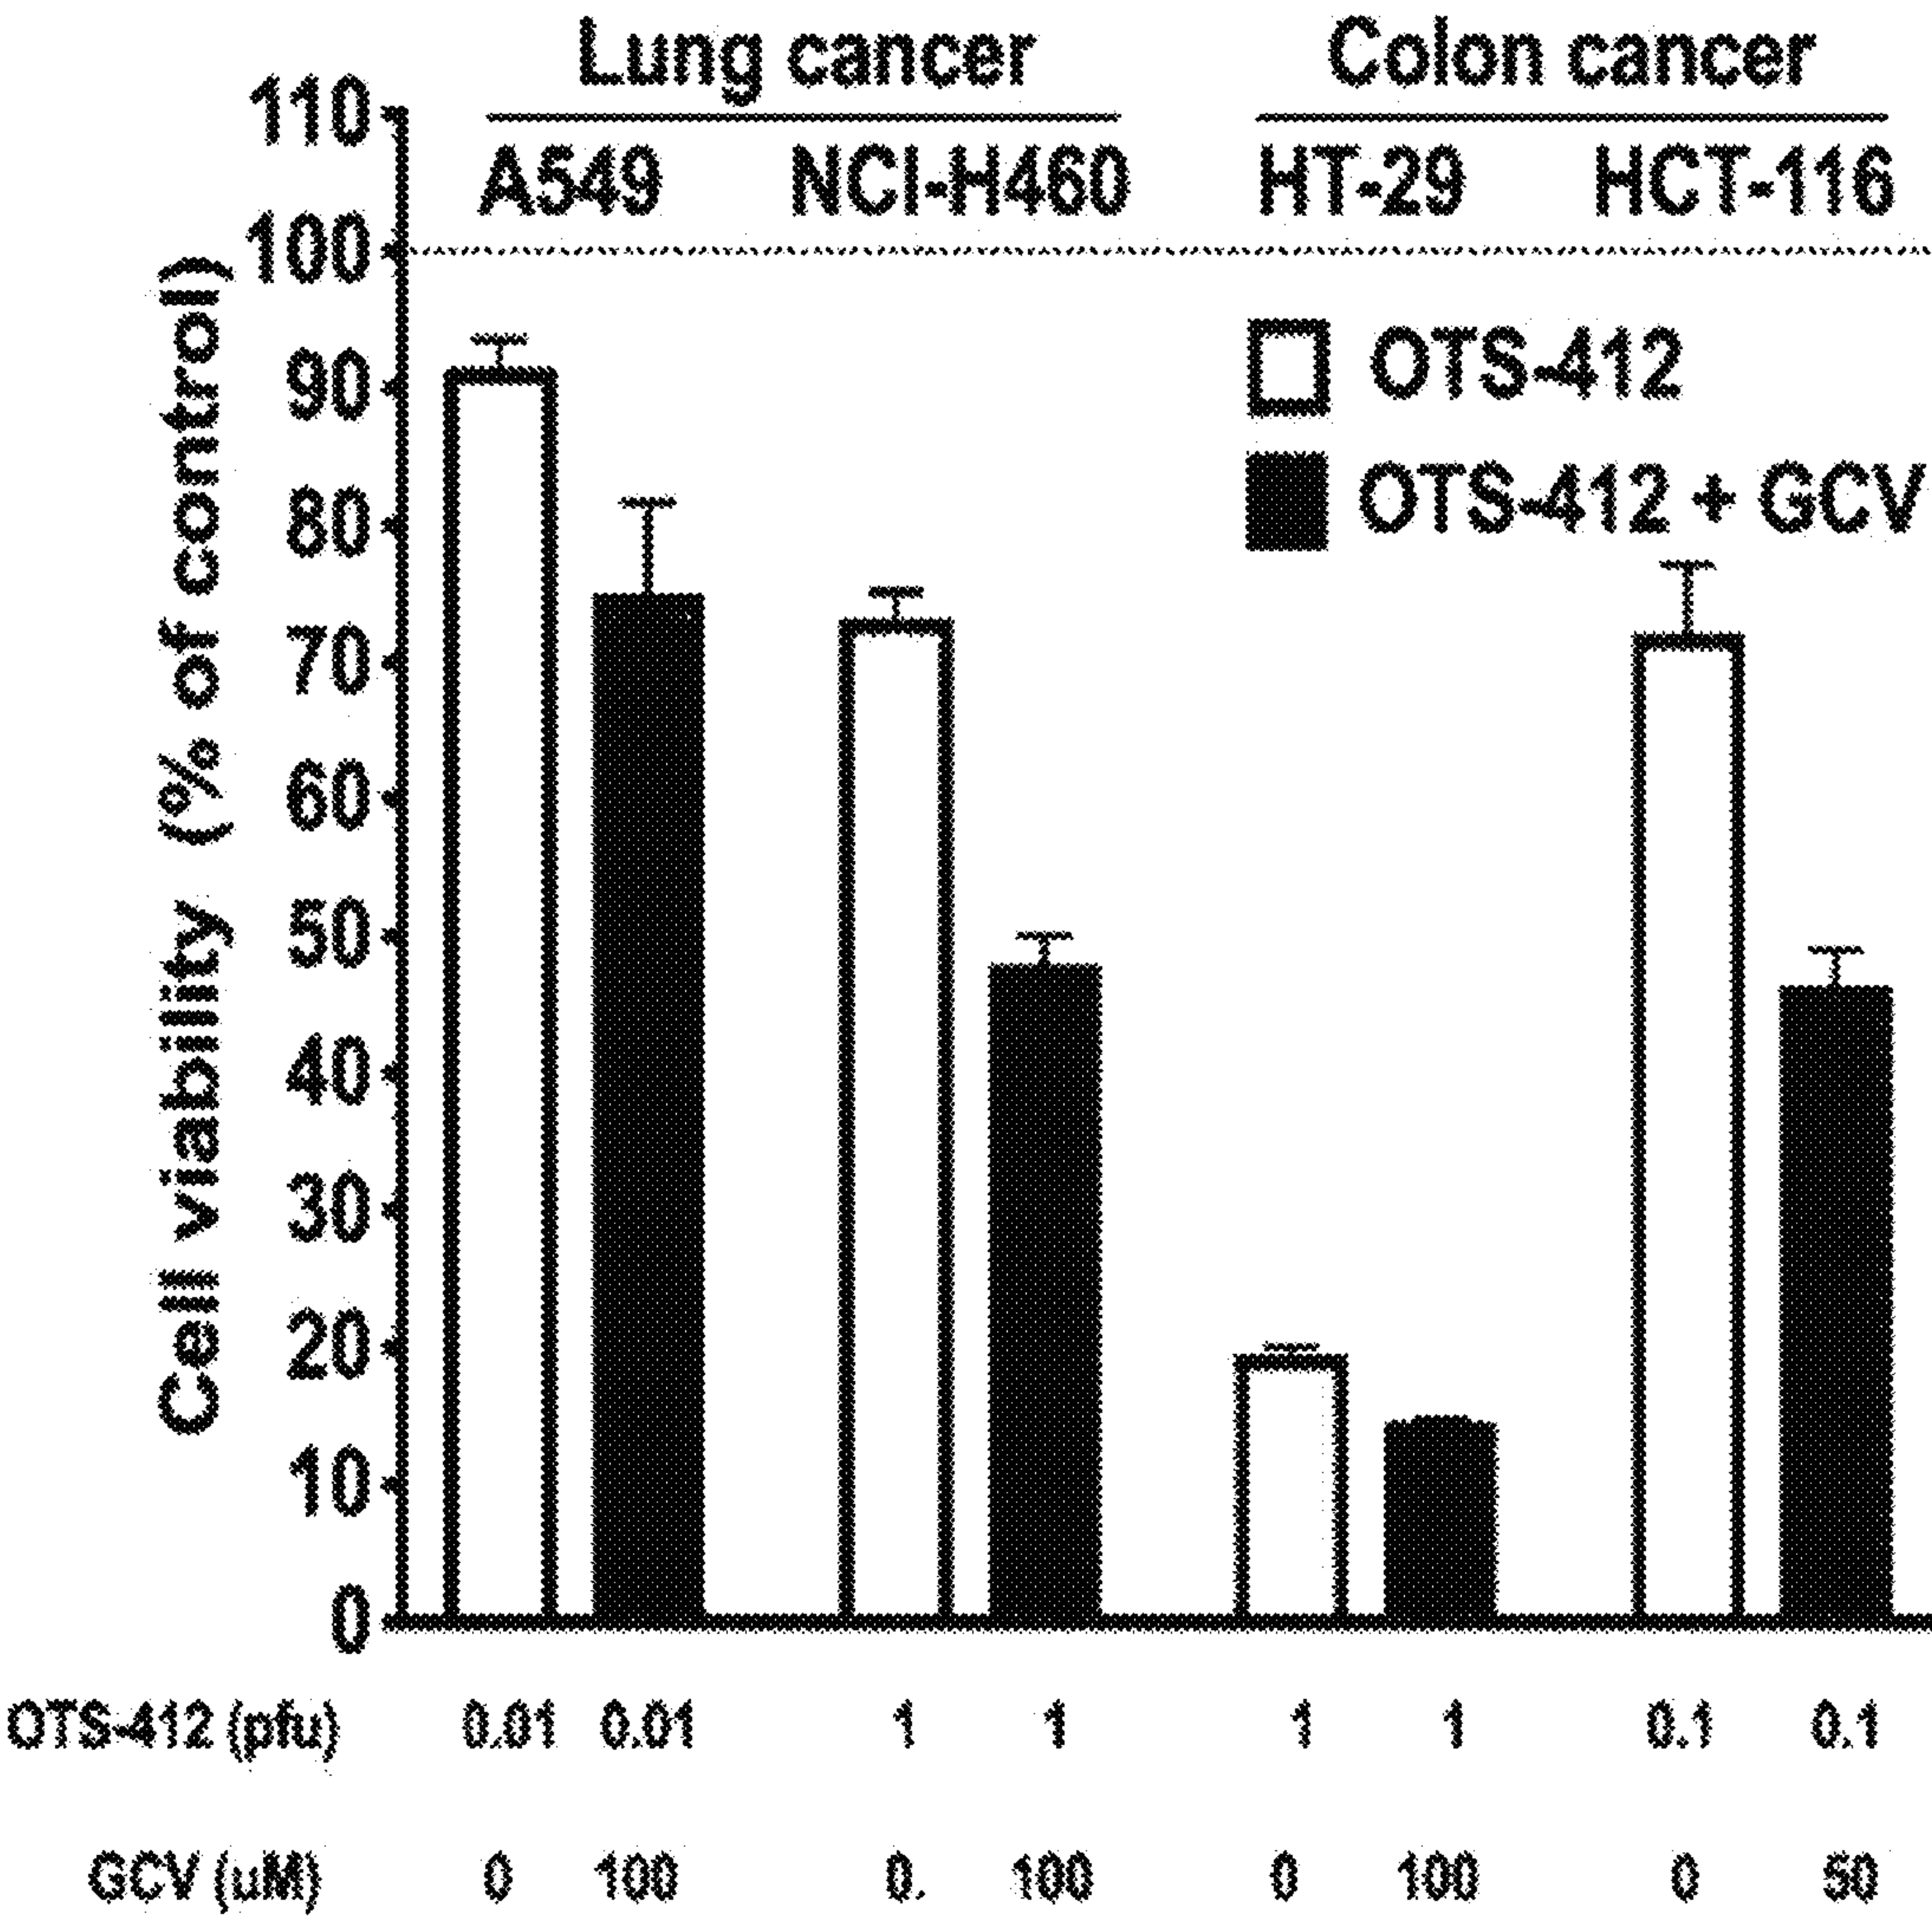 Lung cancer Colon cancer
A549 NCI-H460 HT-29 HCT-116
110
100
90
80
70
60
50
40
30
20
10
0
Cell viability (% of control)
OTS-412
OTS-412 + GCV
OTS-412 (pfu) 0.01 0.01 1 1 1 1 0.1 0.1
GCV (uM) 0 100 0. 100 0 100 0 50